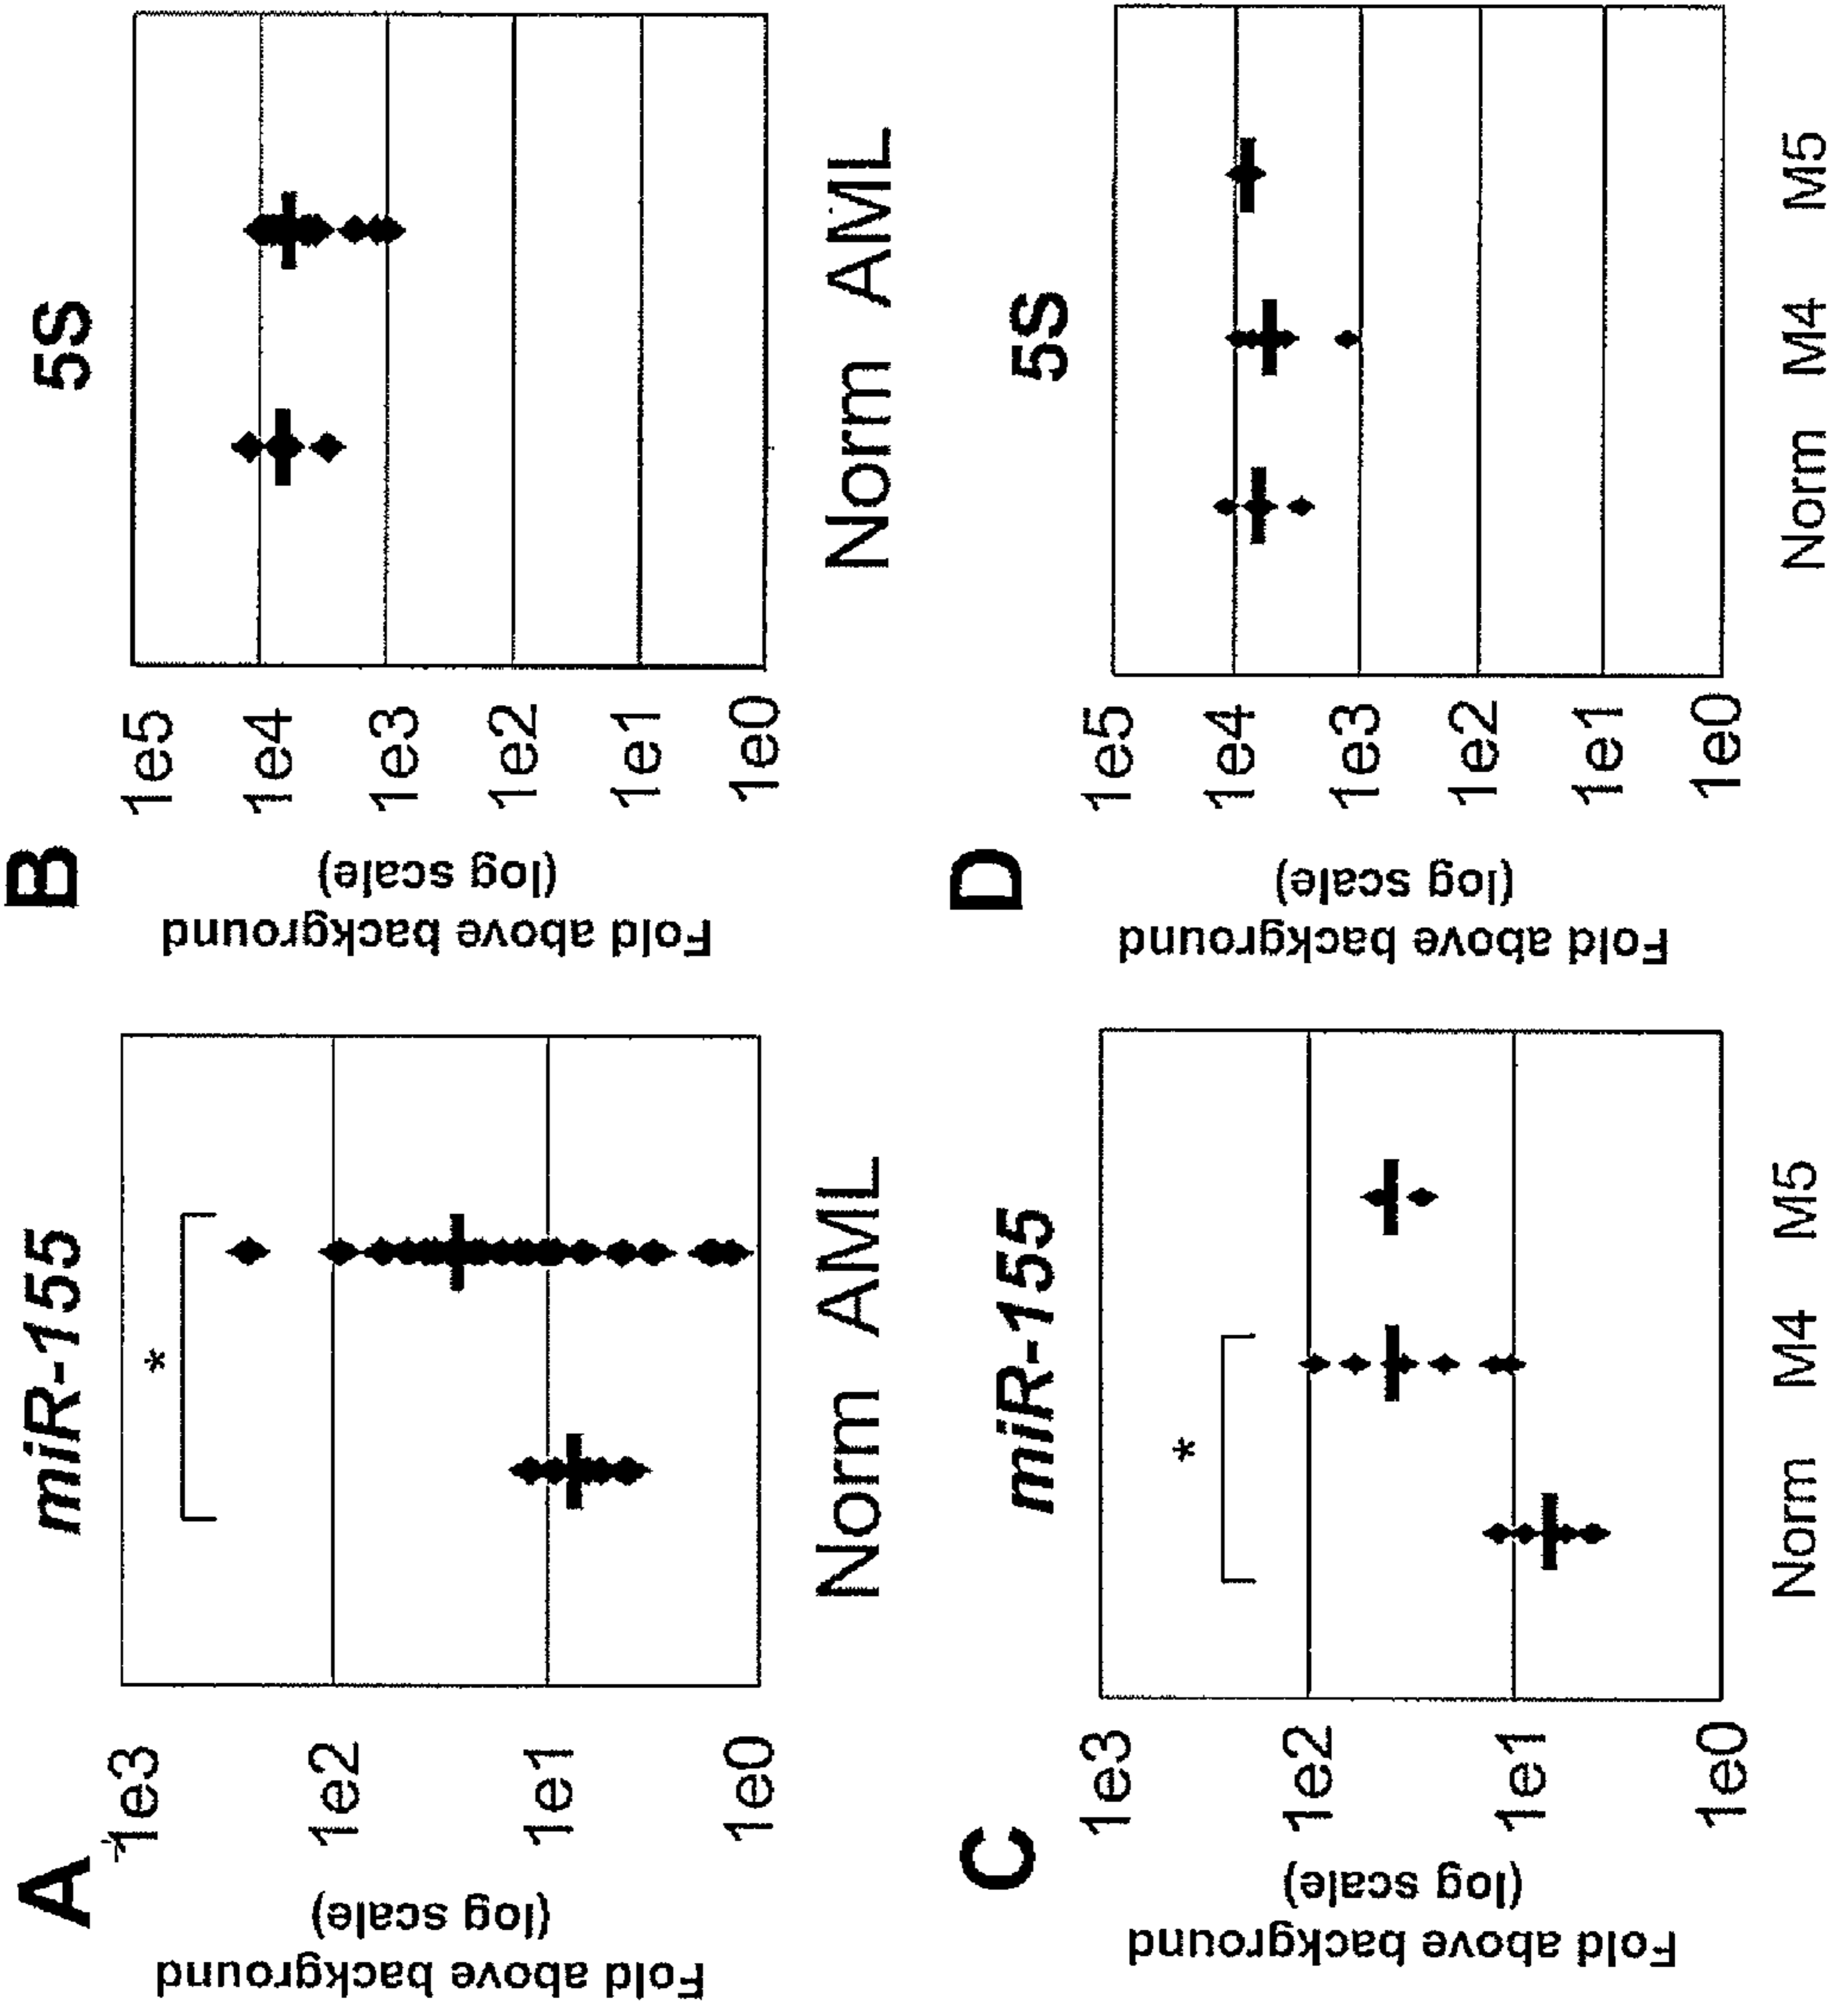 A
miR-155
Fold above background
(log scale)
1e3
1e2
1e1
1e0
*
Norm AML
B
5S
Fold above background
(log scale)
1e5
1e4
1e3
1e2
1e1
1e0
Norm AML
C
miR-155
Fold above background
(log scale)
1e3
1e2
1e1
1e0
*
Norm M4 M5
D
5S
Fold above background
(log scale)
1e5
1e4
1e3
1e2
1e1
1e0
Norm M4 M5